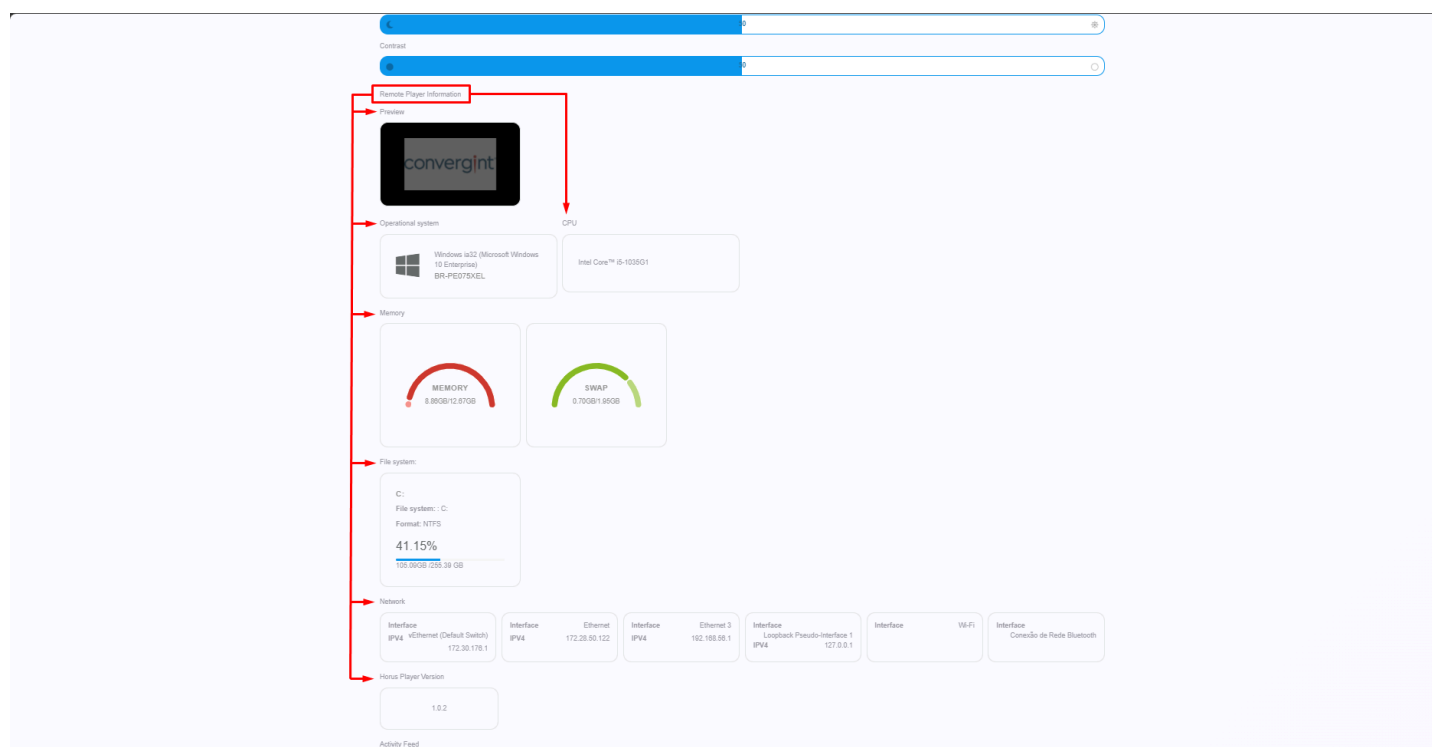 Contrast
Remote Player Information
Preview
convergint
Operational system
CPU
Windows ia32 (Microsoft Windows
10 Enterprise)
BR-PE075XEL
Intel Core™ i5-1035G1
Memory
MEMORY
SWAP
0.70GB/1.95GB
File system:
C:
File system: : C:
Format: NTFS
41.15%
105.09GB /255.39 GB
Network
Interface
vEthernet (Default Switch)
IPV4
172.30.176.1
Interface Ethernet
IPV4 172.28.50.122
Interface Ethernet 3
IPV4 192.168.56.1
Interface
Loopback Pseudo-Interface 1
IPV4 127.0.0.1
Interface Wi-Fi
Interface
Conexão de Rede Bluetooth
Horus Player Version
1.0.2
Activity Feed